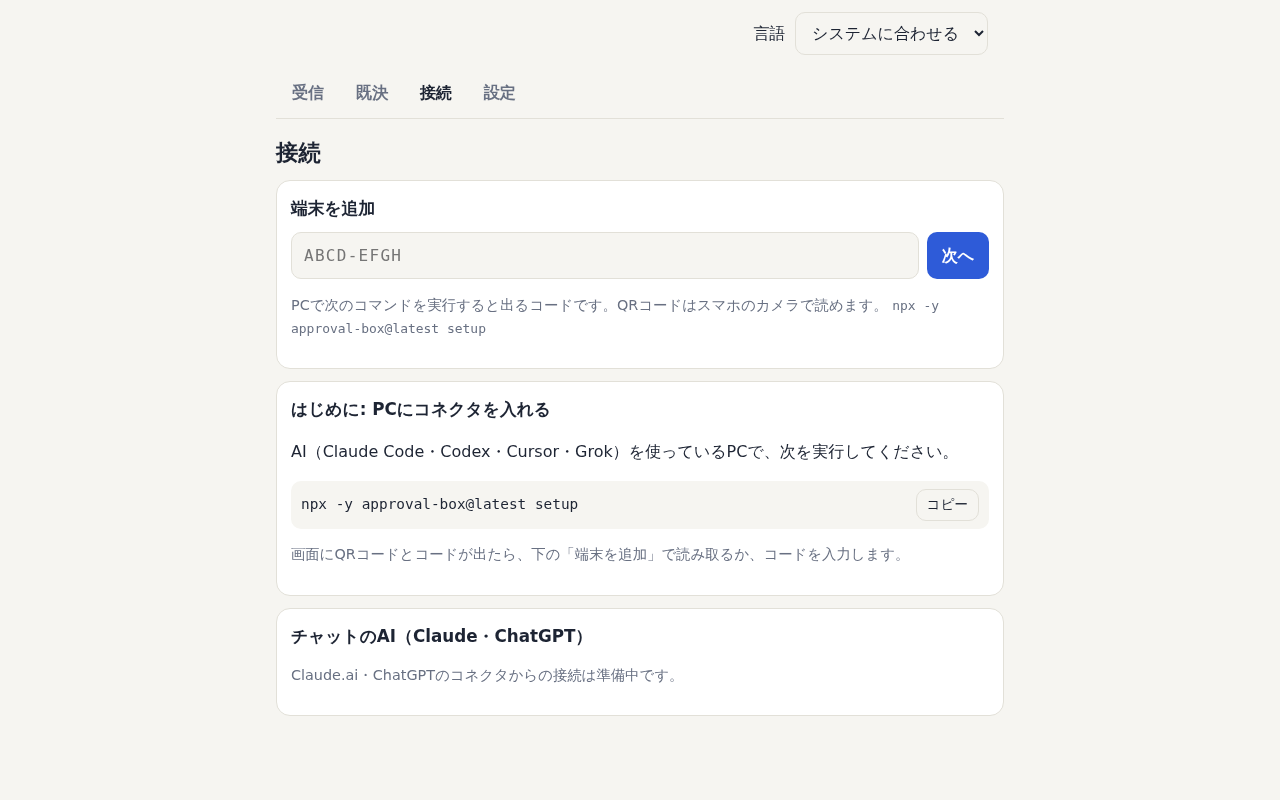 言語 システムに合わせる
受信 既決 接続 設定
接続
端末を追加
ABCD-EFGH 次へ
PCで次のコマンドを実行すると出るコードです。QRコードはスマホのカメラで読めます。 npx -y
approval-box@latest setup
はじめに: PCにコネクタを入れる
AI（Claude Code・Codex・Cursor・Grok）を使っているPCで、次を実行してください。
npx -y approval-box@latest setup コピー
画面にQRコードとコードが出たら、下の「端末を追加」で読み取るか、コードを入力します。
チャットのAI（Claude・ChatGPT）
Claude.ai・ChatGPTのコネクタからの接続は準備中です。